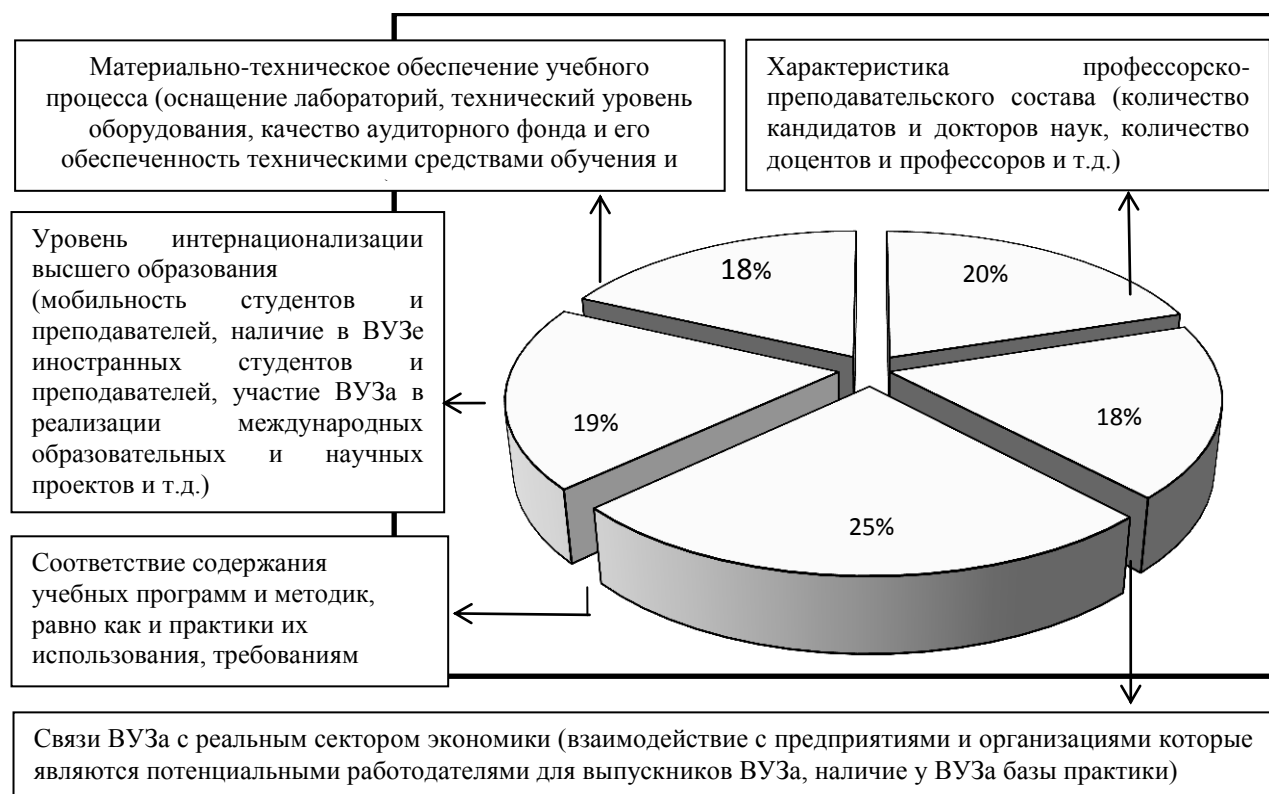 Материально-техническое обеспечение учебного
процесса (оснащение лабораторий, технический уровень
оборудования, качество аудиторного фонда и его
обеспеченность техническими средствами обучения и
Характеристика профессорско-
преподавательского состава (количество
кандидатов и докторов наук, количество
доцентов и профессоров и т.д.)
Уровень интернационализации
высшего образования
(мобильность студентов и
преподавателей, наличие в ВУЗе
иностранных студентов и
преподавателей, участие ВУЗа в
реализации международных
образовательных и научных
проектов и т.д.)
18%
20%
19%
18%
25%
Соответствие содержания
учебных программ и методик,
равно как и практики их
использования, требованиям
Связи ВУЗа с реальным сектором экономики (взаимодействие с предприятиями и организациями которые
являются потенциальными работодателями для выпускников ВУЗа, наличие у ВУЗа базы практики)